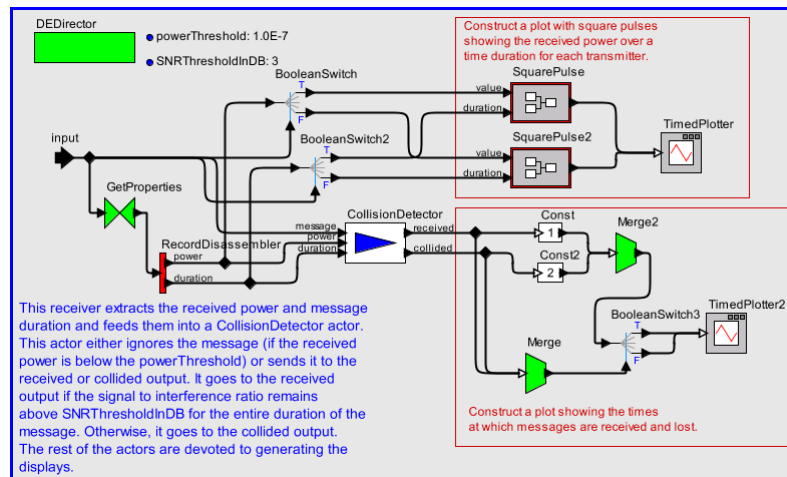 DEDirector
powerThreshold: 1.0E-7
SNRThresholdInDB: 3
Construct a plot with square pulses
showing the received power over a
time duration for each transmitter.
BooleanSwitch
T
F
value
duration
SquarePulse
BooleanSwitch2
T
F
value
duration
SquarePulse2
TimedPlotter
input
GetProperties
RecordDisassembler
power
duration
message
power
duration
CollisionDetector
received
collided
Const
1
Const2
2
Merge2
BooleanSwitch3
T
F
TimedPlotter2
Merge
This receiver extracts the received power and message
duration and feeds them into a CollisionDetector actor.
This actor either ignores the message (if the received
power is below the powerThreshold) or sends it to the
received or collided output. It goes to the received
output if the signal to interference ratio remains
above SNRThresholdInDB for the entire duration of the
message. Otherwise, it goes to the collided output.
The rest of the actors are devoted to generating the
displays.
Construct a plot showing the times
at which messages are received and lost.